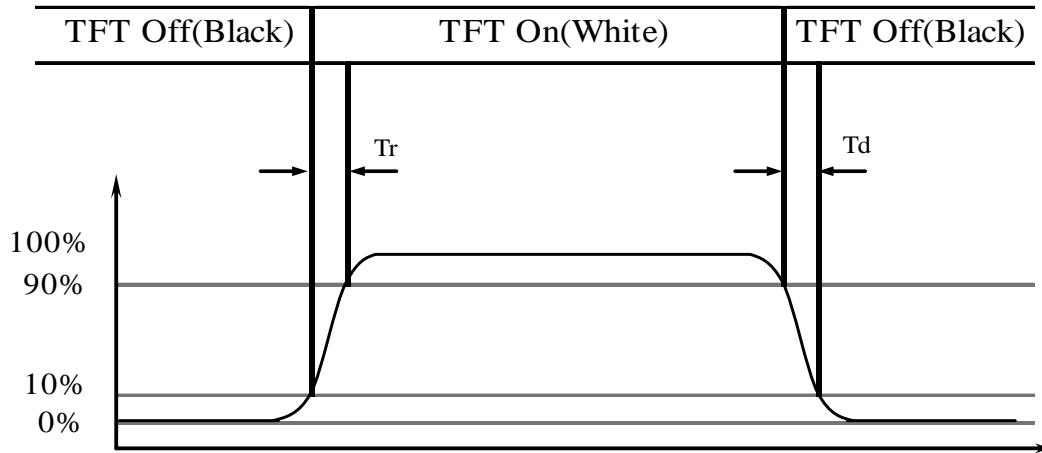 TFT Off(Black) TFT On(White) TFT Off(Black)
Tr Td
100%
90%
10%
0%